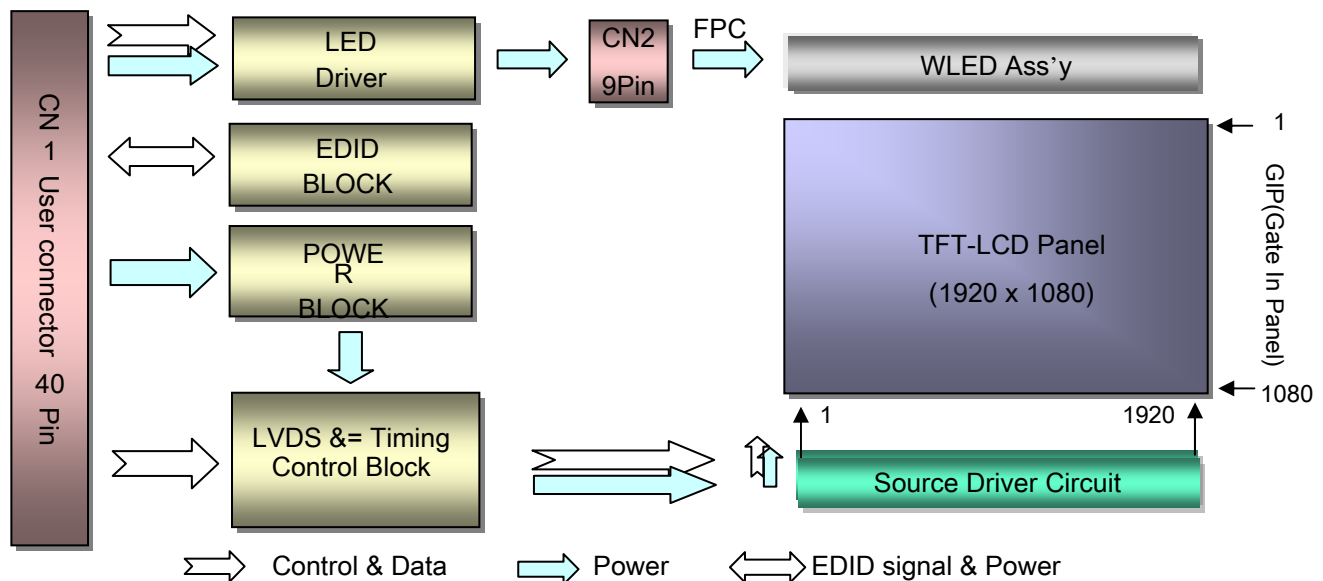 CN 1 User connector 40 Pin
LED
Driver
CN2
9Pin
FPC
WLED Ass’y
EDID
BLOCK
POWE
R
BLOCK
LVDS &= Timing
Control Block
TFT-LCD Panel
(1920 x 1080)
1
GIP(Gate In Panel)
1080
1
1920
Source Driver Circuit
Control & Data
Power
EDID signal & Power